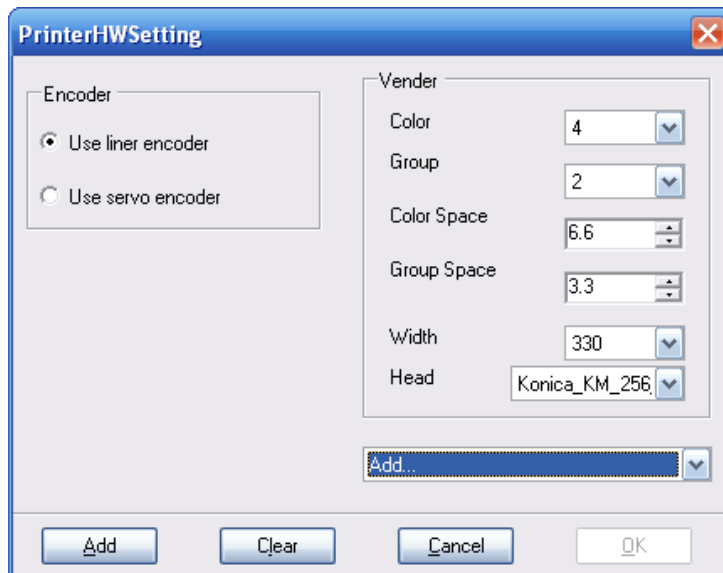 PrinterHWSetting
Encoder
Use liner encoder
Use servo encoder
Vender
Color
4
Group
2
Color Space
6.6
Group Space
3.3
Width
330
Head
Konica_KM_256_
Add...
Add
Clear
Cancel
OK